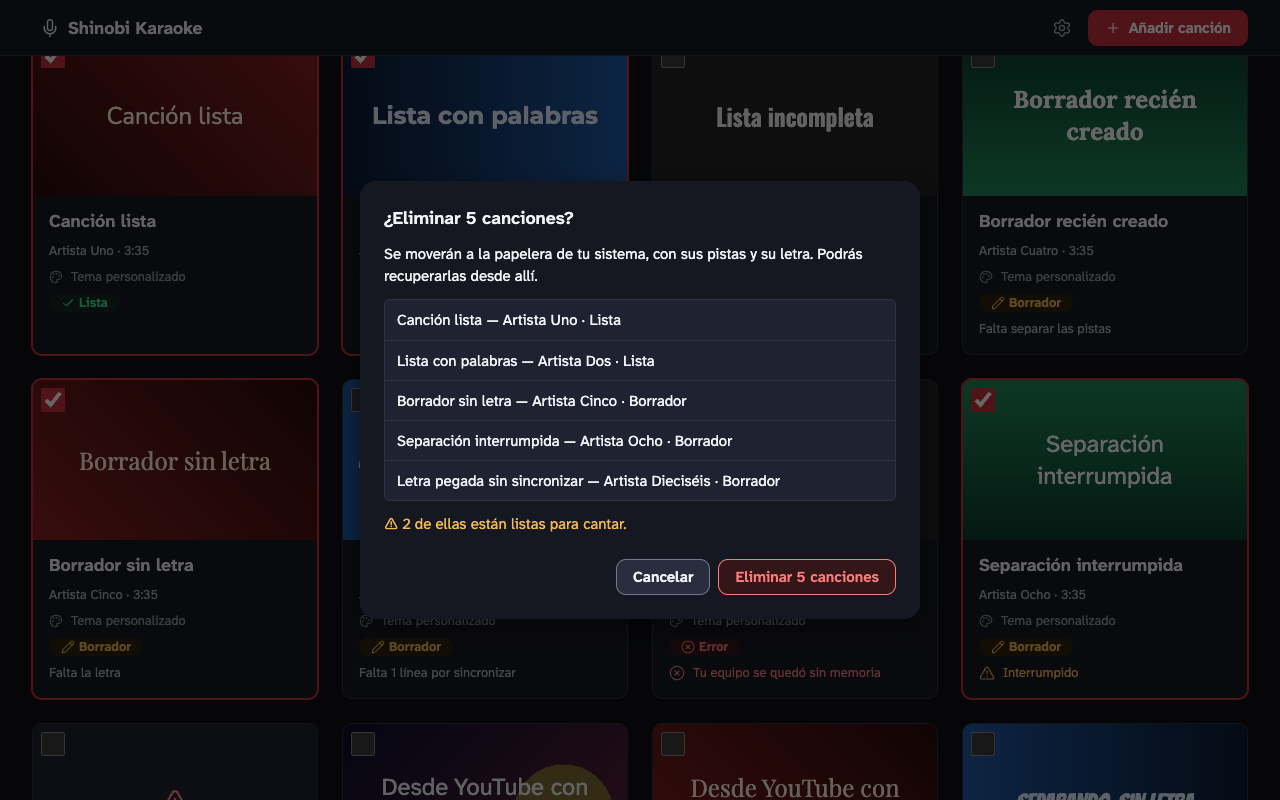 Shinobi Karaoke
Añadir canción
Canción lista
Lista con palabras
Lista incompleta
Borrador recién
creado
Canción lista
Artista Uno · 3:35
Tema personalizado
Lista
Borrador recién creado
Artista Cuatro · 3:35
Tema personalizado
Borrador
Falta separar las pistas
¿Eliminar 5 canciones?
Se moverán a la papelera de tu sistema, con sus pistas y su letra. Podrás
recuperarlas desde allí.
Canción lista — Artista Uno · Lista
Lista con palabras — Artista Dos · Lista
Borrador sin letra — Artista Cinco · Borrador
Separación interrumpida — Artista Ocho · Borrador
Letra pegada sin sincronizar — Artista Dieciséis · Borrador
2 de ellas están listas para cantar.
Cancelar
Eliminar 5 canciones
Borrador sin letra
Separación
interrumpida
Borrador sin letra
Artista Cinco · 3:35
Tema personalizado
Borrador
Falta la letra
Tema personalizado
Borrador
Falta 1 línea por sincronizar
Tema personalizado
Error
Tu equipo se quedó sin memoria
Separación interrumpida
Artista Ocho · 3:35
Tema personalizado
Borrador
Interrumpido
Desde YouTube con
Desde YouTube con
SEPARANDO, SIN LETRA